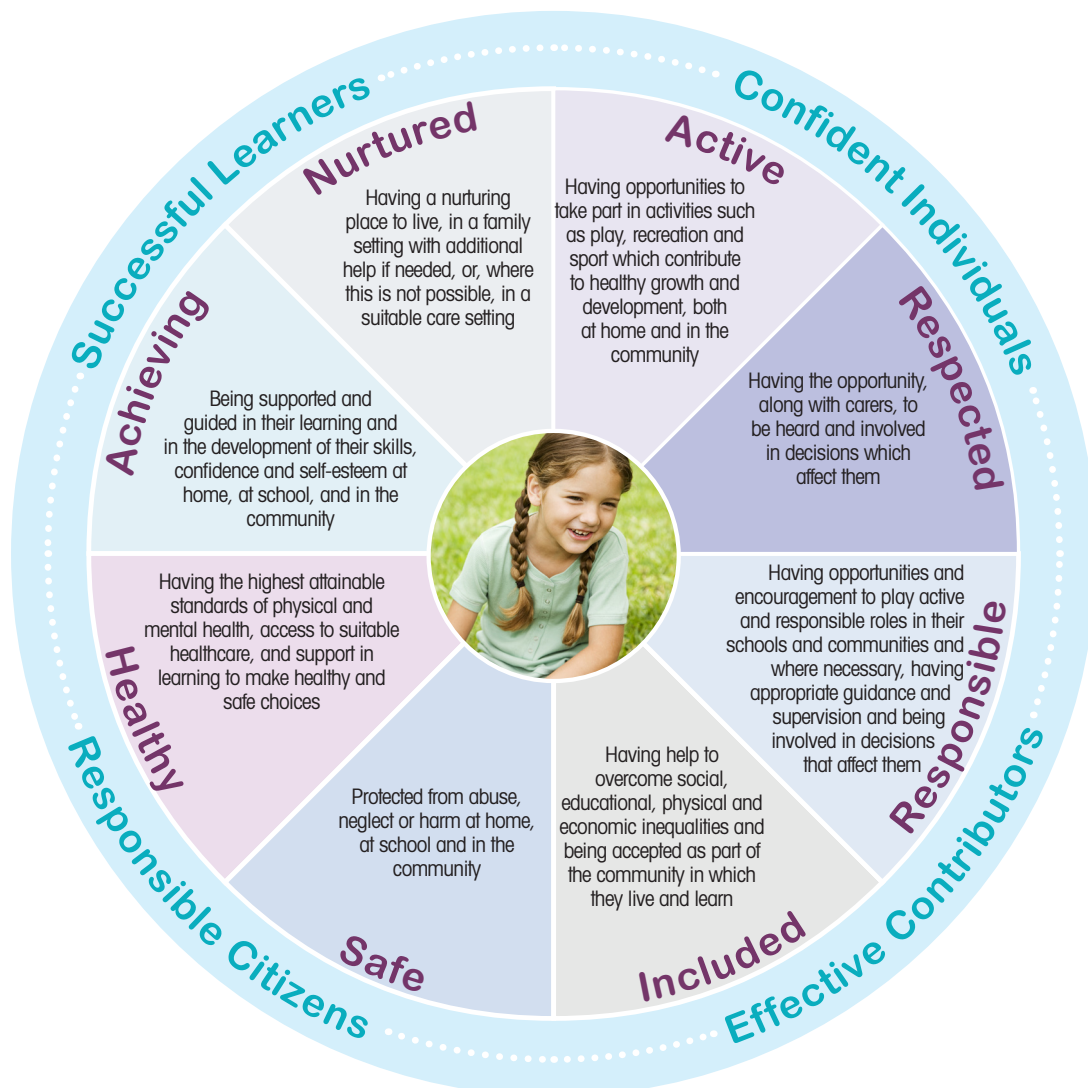 Successful Learners
Confident Individuals
Nurtured
Having a nurturing
place to live, in a family
setting with additional
help if needed, or, where
this is not possible, in a
suitable care setting
Active
Having opportunities to
take part in activities such
as play, recreation and
sport which contribute
to healthy growth and
development, both
at home and in the
community
Respected
Having the opportunity,
along with carers, to
be heard and involved
in decisions which
affect them
Responsible
Having opportunities and
encouragement to play active
and responsible roles in their
schools and communities and
where necessary, having
appropriate guidance and
supervision and being
involved in decisions
that affect them
Included
Having help to
overcome social,
educational, physical and
economic inequalities and
being accepted as part of
the community in which
they live and learn
Safe
Protected from abuse,
neglect or harm at home,
at school and in the
community
Healthy
Having the highest attainable
standards of physical and
mental health, access to suitable
healthcare, and support in
learning to make healthy and
safe choices
Achieving
Being supported and
guided in their learning and
in the development of their skills,
confidence and self-esteem at
home, at school, and in the
community
Responsible Citizens
Effective Contributors